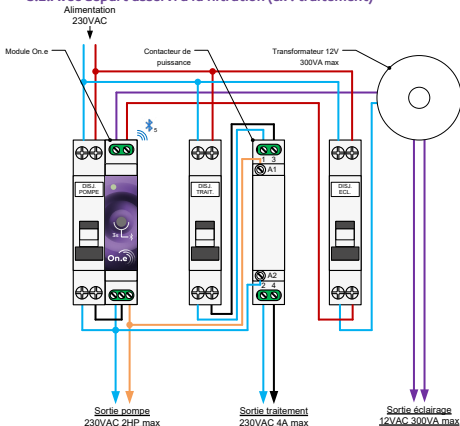 Alimentation
230VAC
Module On.e
Contacteur de
puissance
Transformateur 12V
300VA max
5
1 3
A1
DISJ.
POMPE
DISJ.
TRAIT.
DISJ.
ECL.
5s
On.e
A2
2 4
Sortie pompe
230VAC 2HP max
Sortie traitement
230VAC 4A max
Sortie éclairage
12VAC 300VA max